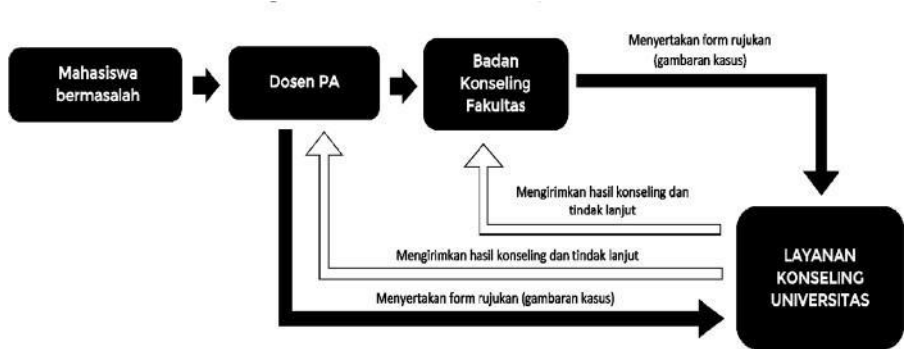 Mahasiswa
bermasalah
Dosen PA
Badan
Konseling
Fakultas
Menyertakan form rujukan
(gambaran kasus)
Mengirimkan hasil konseling dan
tindak lanjut
Mengirimkan hasil konseling dan tindak lanjut
Menyertakan form rujukan (gambaran kasus)
LAYANAN
KONSELING
UNIVERSITAS